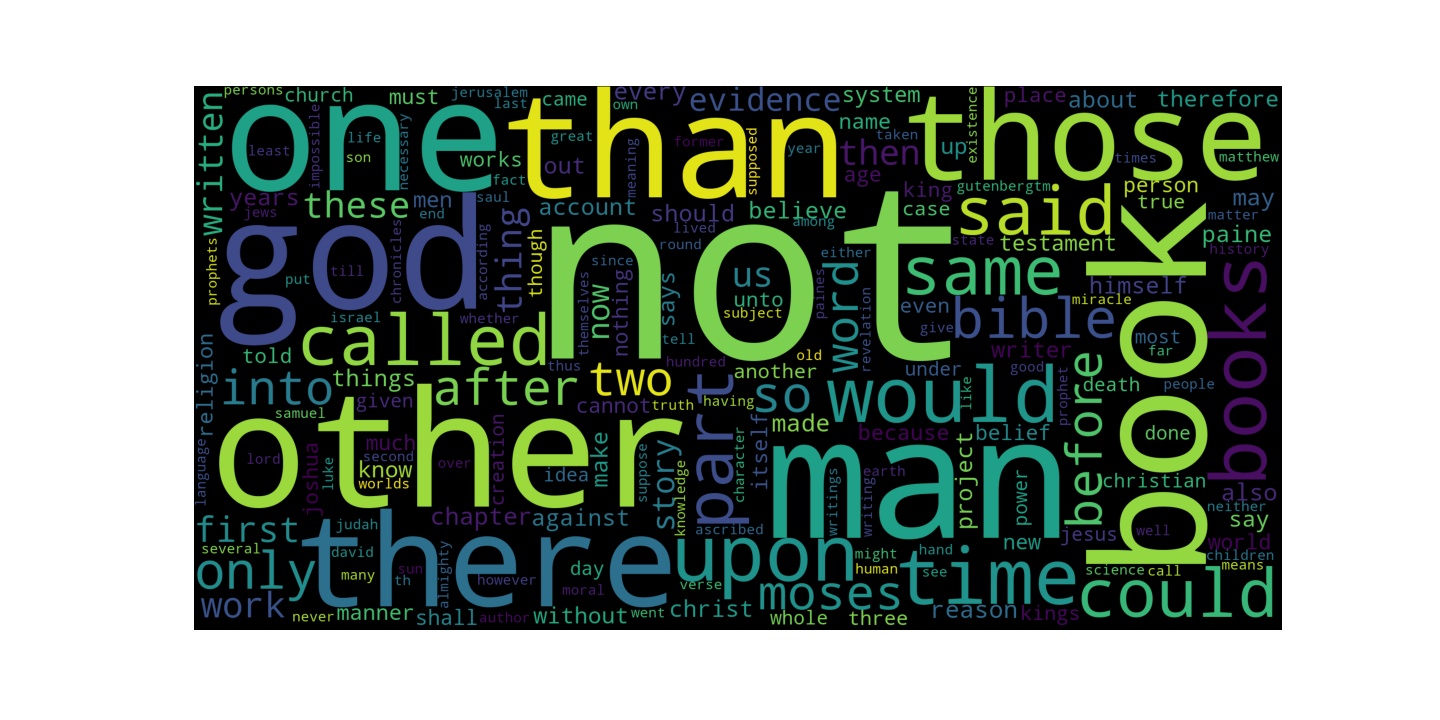 persons church must jerusalem last came every own evidence system existence place about therefore
written one than those
life least son impossible necessary works fact great out meaning former supposed year name taken then age up times matthew
years jews these men end saul account should lived believe among king gutenbergtm case said person true may matter
prophets god chronicles according thing though not round since state testament paine history
put till israel whether themselves now nothing says us unto subject tell paines word either revelation same even give bible himself miracle book books
told called thus hundred old another under writer good most far
religion into things given after two cannot truth having part so would like prophet before death people
samuel other made because belief done
language lord joshua luke much second know worlds over creation idea make suppose story knowledge character itself man writings writing earth project power christian also neither
first judah chapter against ascribed new jesus well say world
several there upon might human hand see time children science call means
only david many th sun almighty however day moral verse moses could
work never manner shall author without went christ whole three reason kings